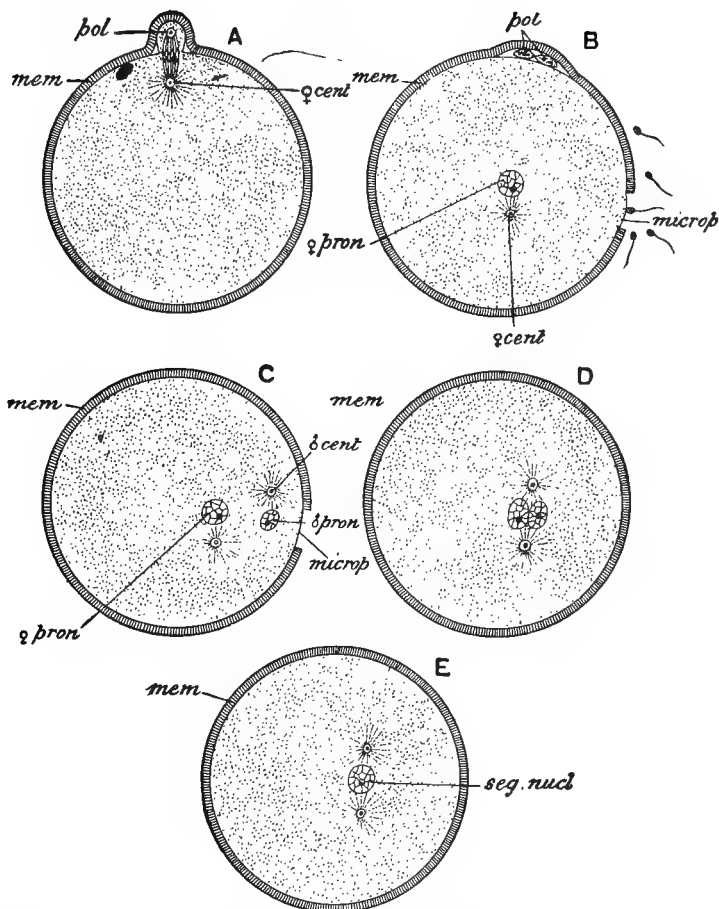 A
pol
mem
♀cent
B
pol
mem
♀pron
♀cent
microp
C
mem
♂cent
♂pron
microp
♀pron
D
mem
E
mem
seg. nucl